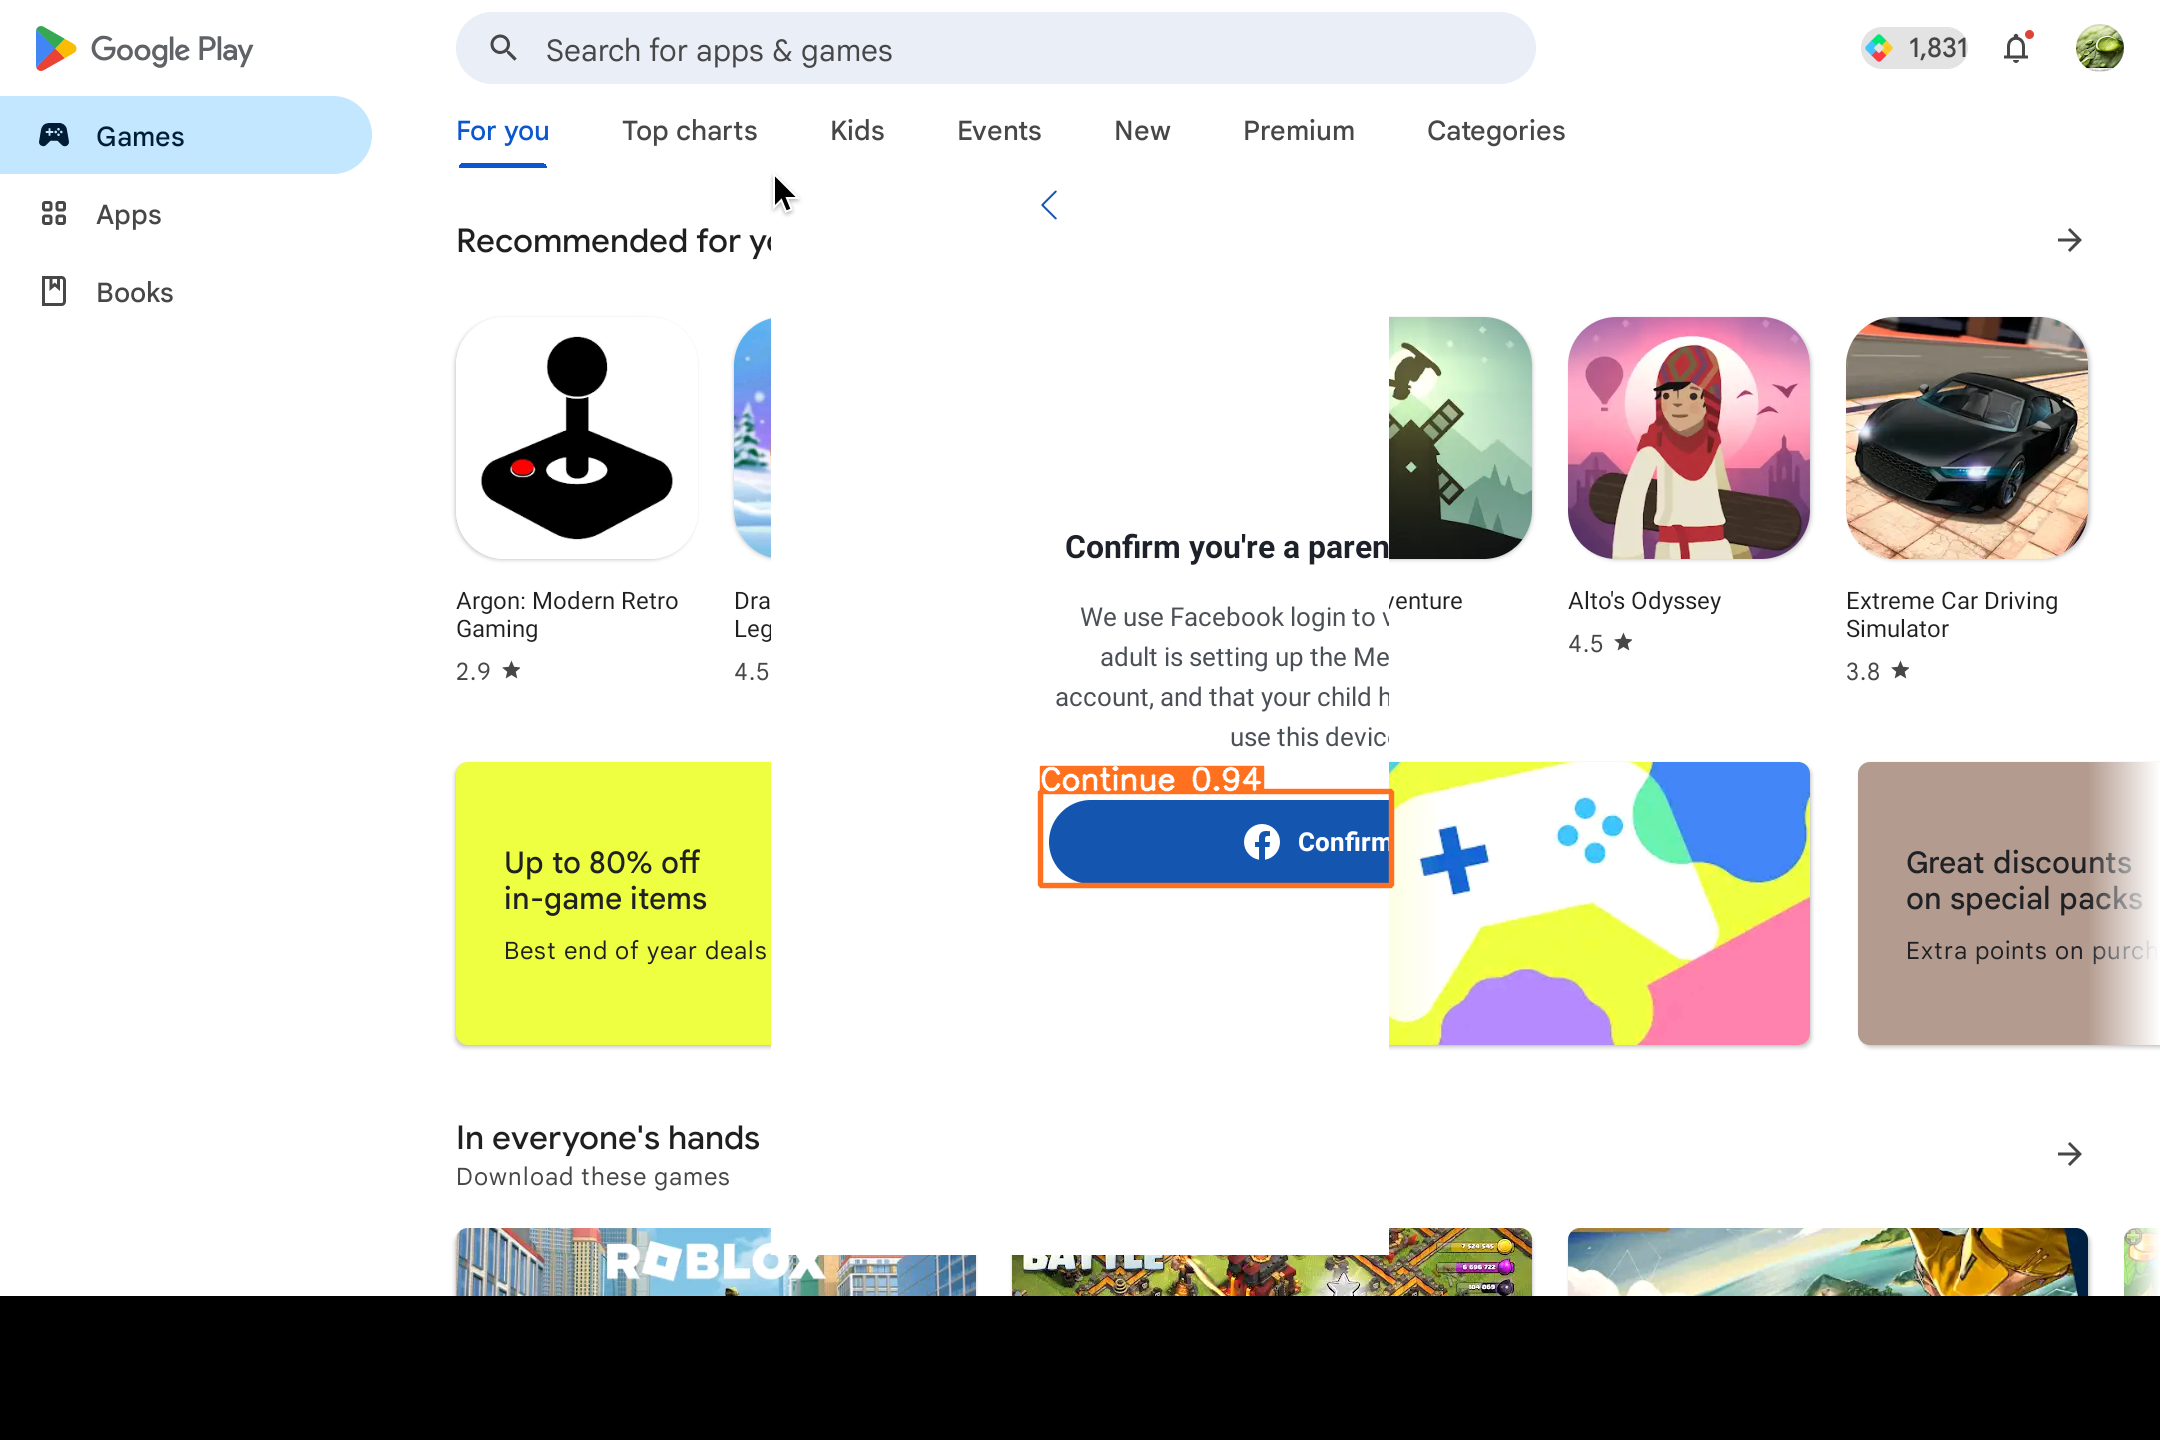 Google Play
Search for apps & games
1,831
Games
Apps
Books
For you
Top charts
Kids
Events
New
Premium
Categories
Recommended for yo
Confirm you're a paren
We use Facebook login to v
adult is setting up the Me
account, and that your child h
use this device
Continue 0.94
Confirm
Argon: Modern Retro
Gaming
2.9 ★
Dra
Leg
4.5
venture
Alto's Odyssey
4.5 ★
Extreme Car Driving
Simulator
3.8 ★
Up to 80% off
in-game items
Best end of year deals
Great discounts
on special packs
Extra points on purch
In everyone's hands
Download these games
ROBLOX
BATTLE